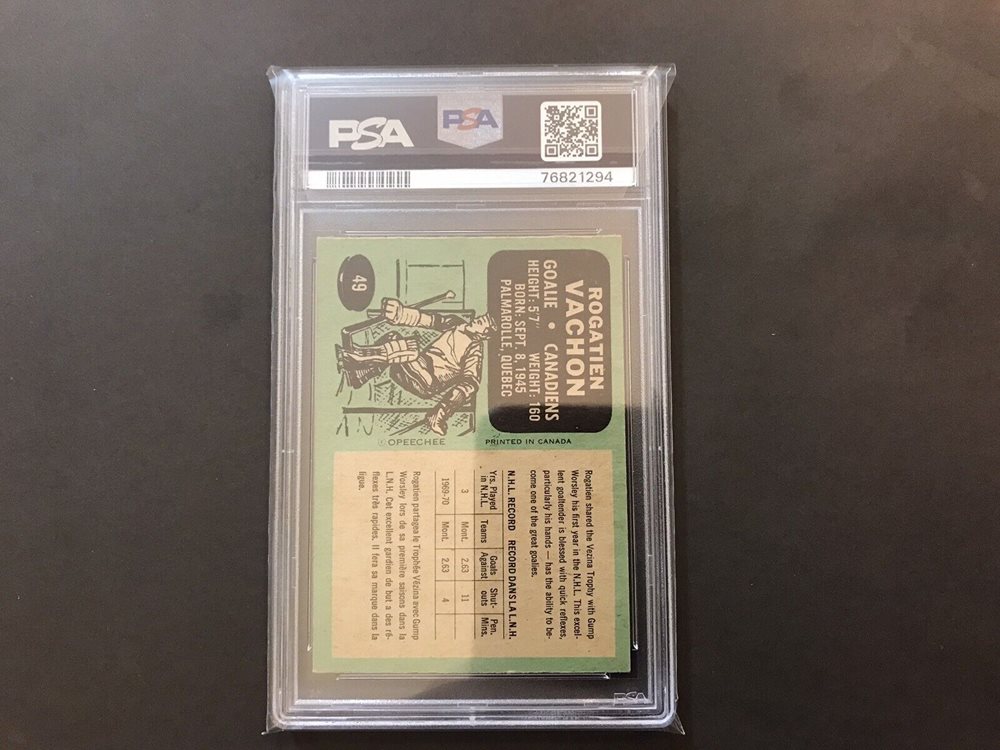 PSA
PSA
76821294
49
ROGATIEN
VACHON
GOALIE • CANADIENS
HEIGHT: 5'7" WEIGHT: 160
BORN: SEPT. 8, 1945
PALMAROLLE, QUEBEC
© OPEECHEE
PRINTED IN CANADA
Rogatien shared the Vezina Trophy with Gump
Worsley his first year in the N.H.L. This excel-
lent goaltender is blessed with quick reflexes,
particularly his hands — has the ability to be-
come one of the great goalies.
N.H.L. RECORD RECORD DANS LA L.N.H.
Yrs. Played in N.H.L. Teams Goals Against Shut-outs Pen. Mins.
3 Mont. 2.63 11
1969-70 Mont. 2.63 4
Rogatien partagea le Trophée Vézina avec Gump
Worsley lors de sa première saisons dans la
L.N.H. Cet excellent gardien de but a des ré-
flexes très rapides. Il fera sa marque dans la
ligue.
PSA